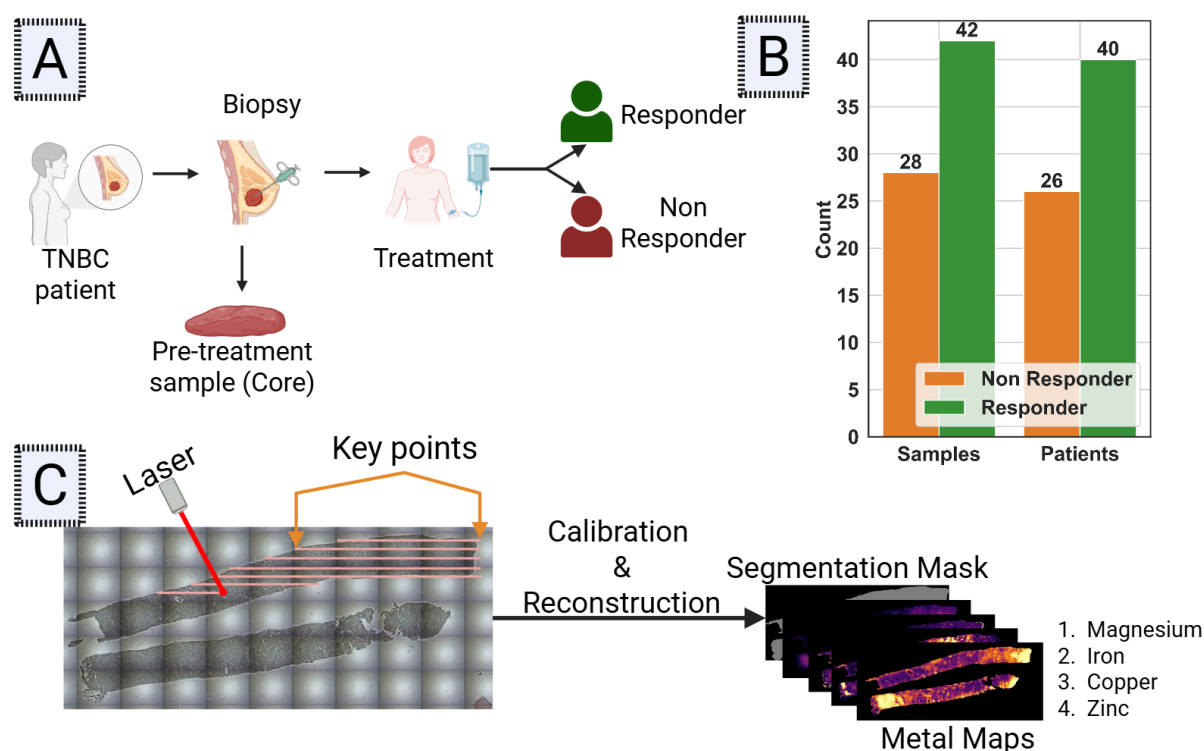 A
Biopsy
TNBC
patient
Pre-treatment
sample (Core)
Treatment
Responder
Non
Responder
B
Count
40
35
30
25
20
15
10
5
0
28
42
26
40
Non Responder
Responder
Samples
Patients
C
Laser
Key points
Calibration
&
Reconstruction
Segmentation Mask
1. Magnesium
2. Iron
3. Copper
4. Zinc
Metal Maps